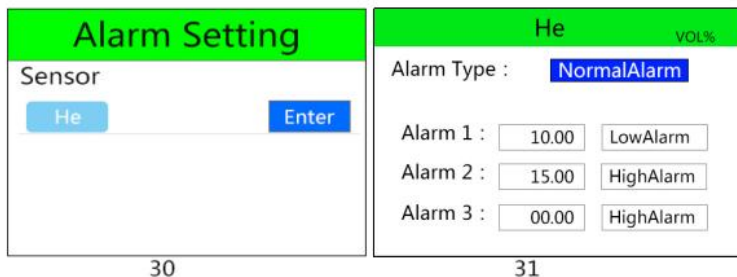 Alarm Setting
Sensor
He Enter
30
He VOL%
Alarm Type : NormalAlarm
Alarm 1 : 10.00 LowAlarm
Alarm 2 : 15.00 HighAlarm
Alarm 3 : 00.00 HighAlarm
31